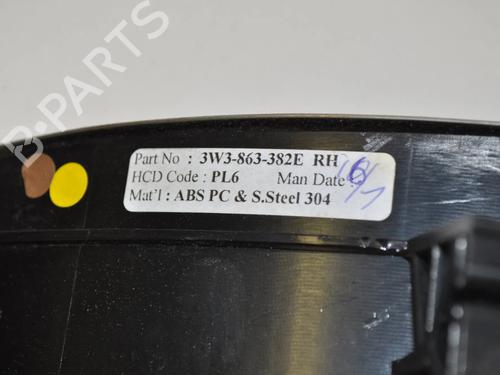 B-PARTS
Part No : 3W3-863-382E RH
HCD Code : PL6 Man Date :
Mat'l : ABS PC & S.Steel 304